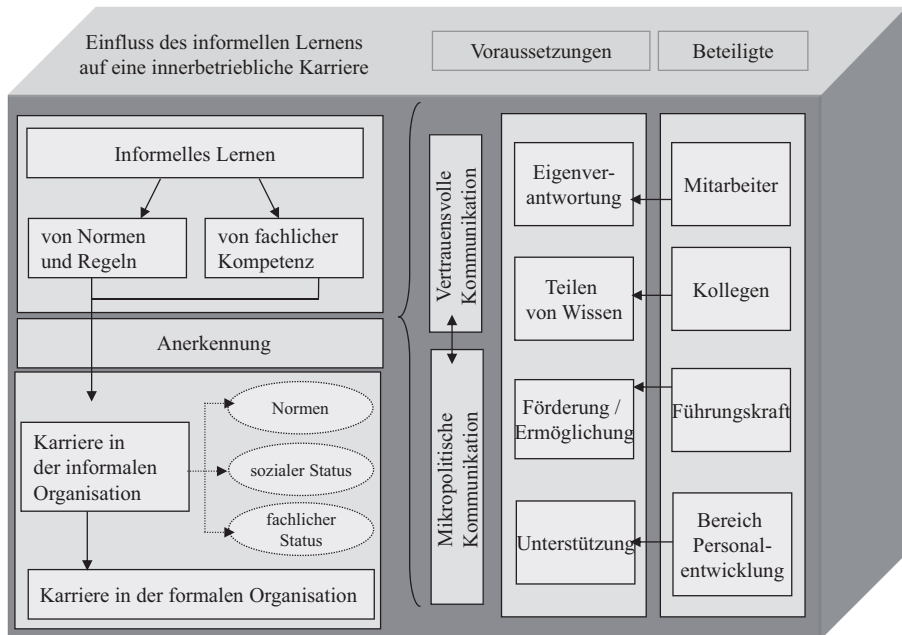 Einfluss des informellen Lernens
auf eine innerbetriebliche Karriere
Voraussetzungen
Beteiligte
Informelles Lernen
von Normen
und Regeln
von fachlicher
Kompetenz
Anerkennung
Karriere in
der informalen
Organisation
Normen
sozialer Status
fachlicher
Status
Karriere in der formalen Organisation
Vertrauensvolle
Kommunikation
Mikropolitische
Kommunikation
Eigenver-
antwortung
Teilen
von Wissen
Förderung /
Ermöglichung
Unterstützung
Mitarbeiter
Kollegen
Führungskraft
Bereich
Personal-
entwicklung